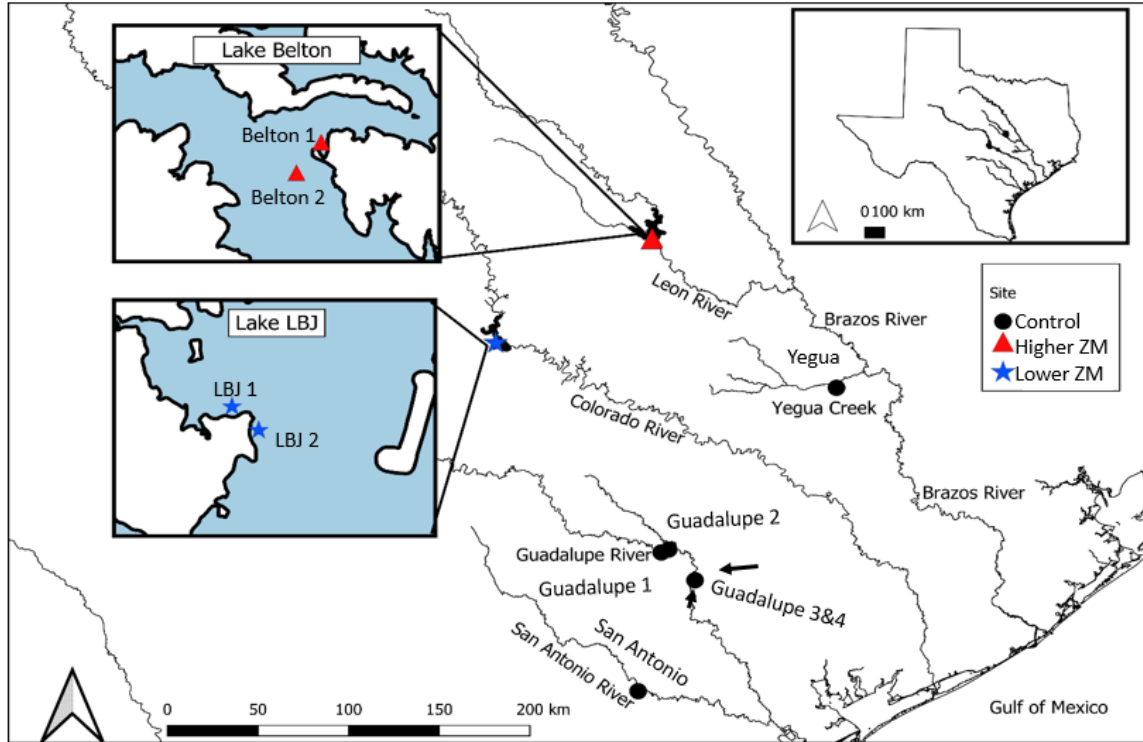 Lake Belton
Belton 1
Belton 2
Lake LBJ
LBJ 1
LBJ 2
0 100 km
Leon River
Brazos River
Site
Control
Higher ZM
Lower ZM
Yegua
Yegua Creek
Colorado River
Brazos River
Guadalupe 2
Guadalupe River
Guadalupe 1
Guadalupe 3&4
San Antonio
San Antonio River
Gulf of Mexico
0 50 100 150 200 km